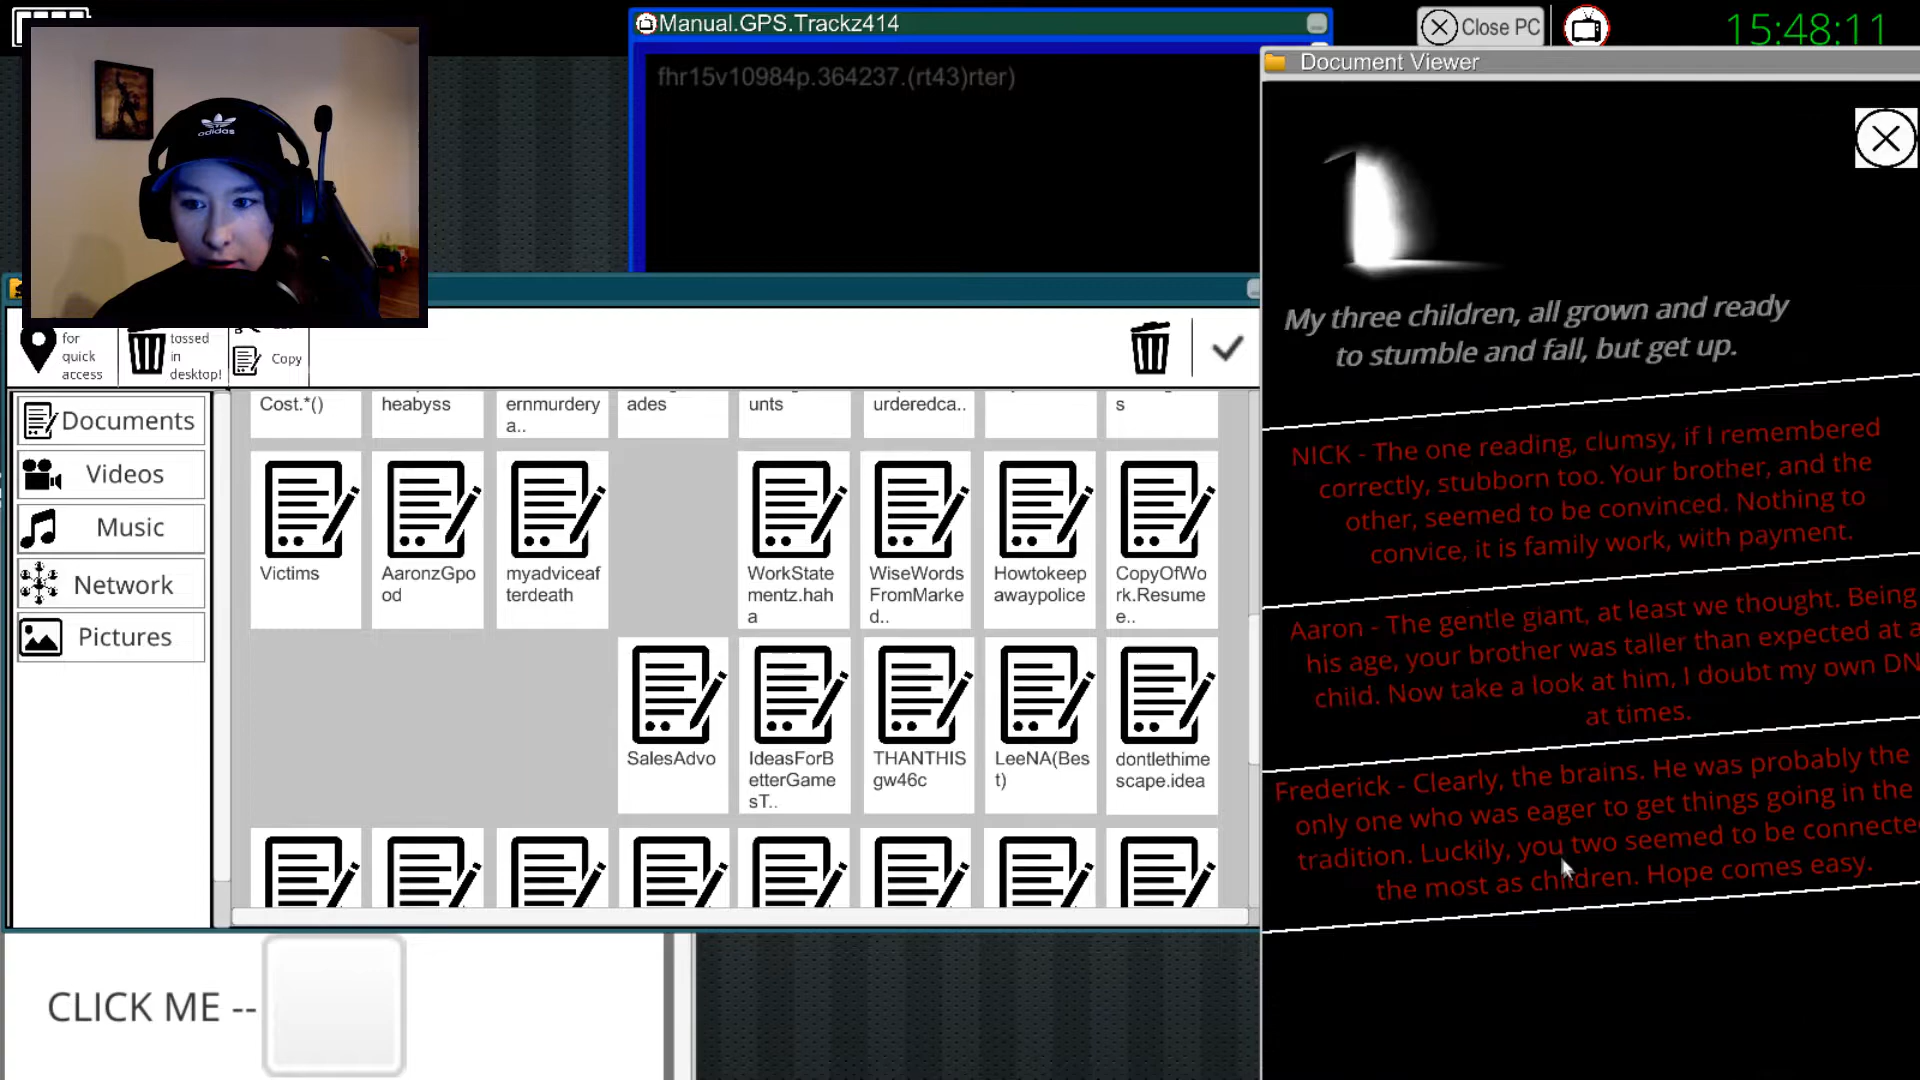 adidas
Manual.GPS.Trackz414
Close PC
15:48:11
fhr15v10984p.364237.(rt43)rter)
Document Viewer
for
quick
access
tossed
in
desktop!
Copy
Documents
Videos
Music
Network
Pictures
Cost.*()
heabyss
ernmurdery
a..
ades
unts
urderedca..
s
Victims
AaronzGpo
od
myadviceaf
terdeath
WorkState
mentz.hah
a
WiseWords
FromMarke
d..
Howtokeep
awaypolice
CopyOfWo
rk.Resume
e..
SalesAdvo
IdeasForB
etterGame
sT..
THANTHIS
gw46c
LeeNA(Bes
t)
dontlethime
scape.idea
CLICK ME --
My three children, all grown and ready
to stumble and fall, but get up.
NICK - The one reading, clumsy, if I remembered
correctly, stubborn too. Your brother, and the
other, seemed to be convinced. Nothing to
convice, it is family work, with payment.
Aaron - The gentle giant, at least we thought. Being
his age, your brother was taller than expected at a
child. Now take a look at him, I doubt my own DN
at times.
Frederick - Clearly, the brains. He was probably the
only one who was eager to get things going in the
tradition. Luckily, you two seemed to be connecte
the most as children. Hope comes easy.